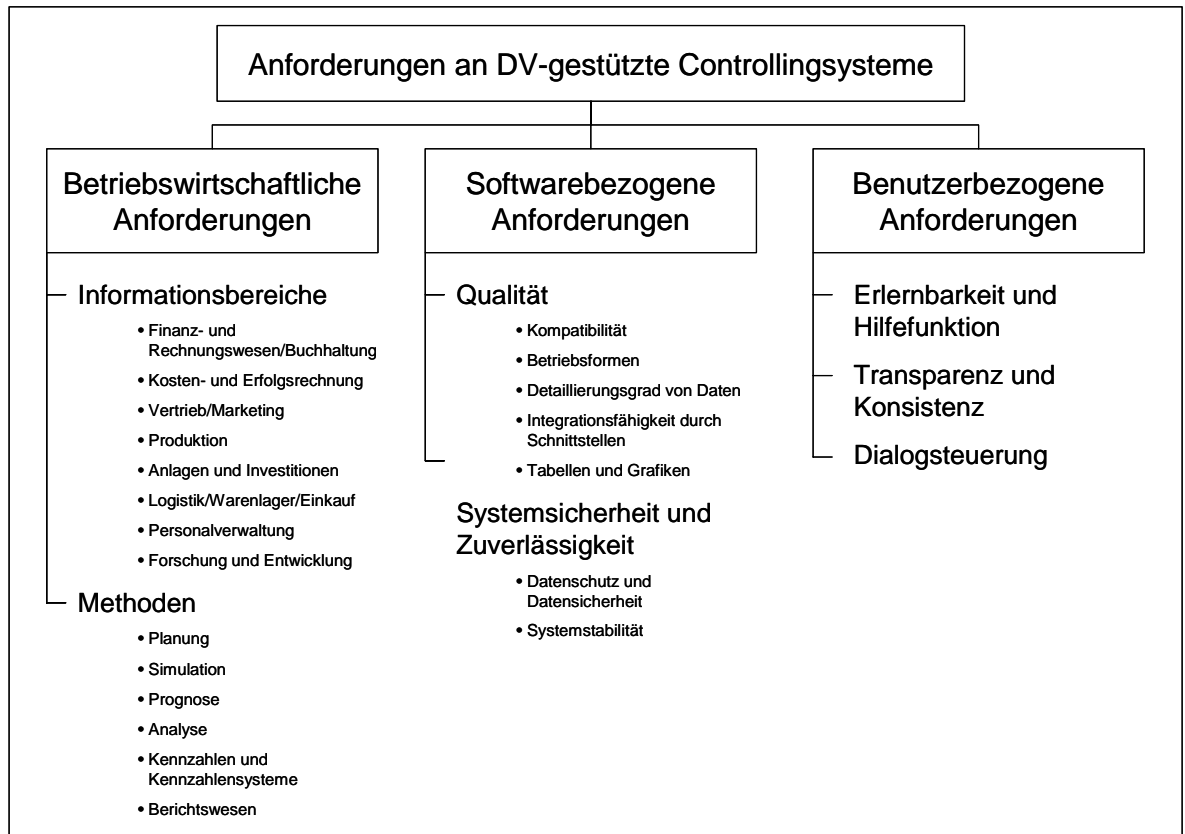 Anforderungen an DV-gestützte Controllingsysteme
Betriebswirtschaftliche
Anforderungen
Informationsbereiche
• Finanz- und
Rechnungswesen/Buchhaltung
• Kosten- und Erfolgsrechnung
• Vertrieb/Marketing
• Produktion
• Anlagen und Investitionen
• Logistik/Warenlager/Einkauf
• Personalverwaltung
• Forschung und Entwicklung
Methoden
• Planung
• Simulation
• Prognose
• Analyse
• Kennzahlen und
Kennzahlensysteme
• Berichtswesen
Softwarebezogene
Anforderungen
Qualität
• Kompatibilität
• Betriebsformen
• Detaillierungsgrad von Daten
• Integrationsfähigkeit durch
Schnittstellen
• Tabellen und Grafiken
Systemsicherheit und
Zuverlässigkeit
• Datenschutz und
Datensicherheit
• Systemstabilität
Benutzerbezogene
Anforderungen
Erlernbarkeit und
Hilfefunktion
Transparenz und
Konsistenz
Dialogsteuerung